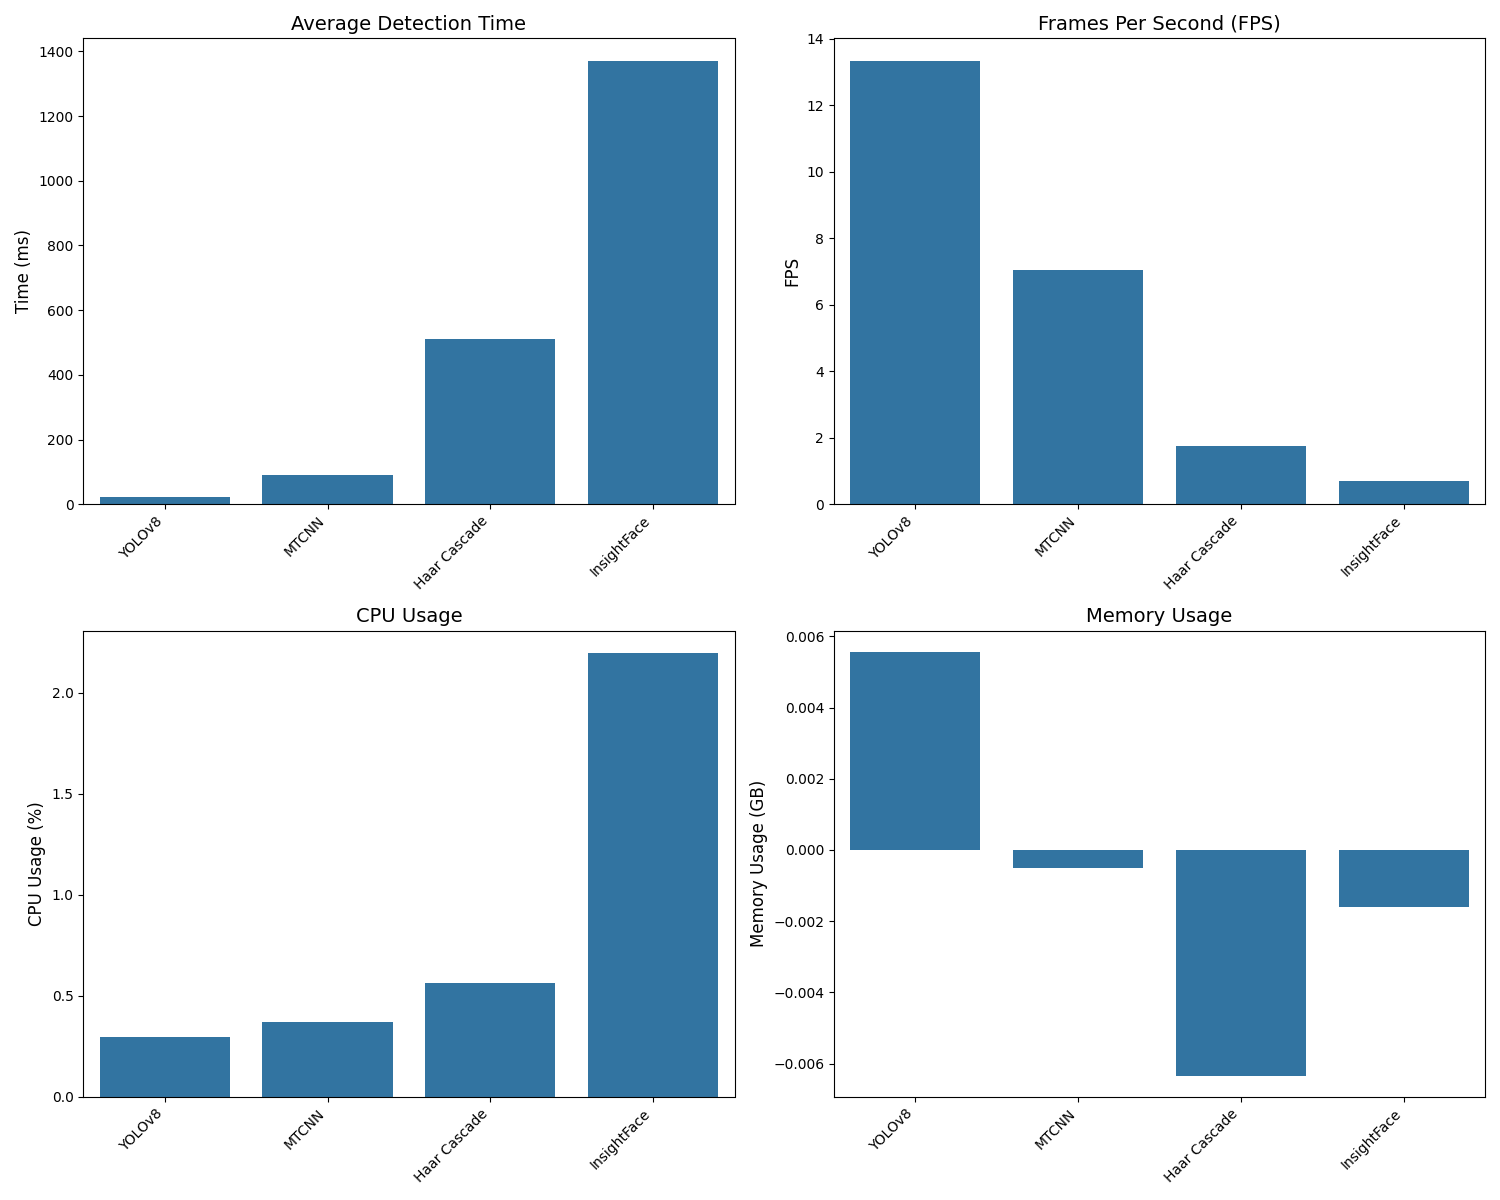 Average Detection Time
Time (ms)
1400
1200
1000
800
600
400
200
0
YOLOv8
MTCNN
Haar Cascade
InsightFace
Frames Per Second (FPS)
FPS
14
12
10
8
6
4
2
0
YOLOv8
MTCNN
Haar Cascade
InsightFace
CPU Usage
CPU Usage (%)
2.0
1.5
1.0
0.5
0.0
YOLOv8
MTCNN
Haar Cascade
InsightFace
Memory Usage
Memory Usage (GB)
0.006
0.004
0.002
0.000
−0.002
−0.004
−0.006
YOLOv8
MTCNN
Haar Cascade
InsightFace